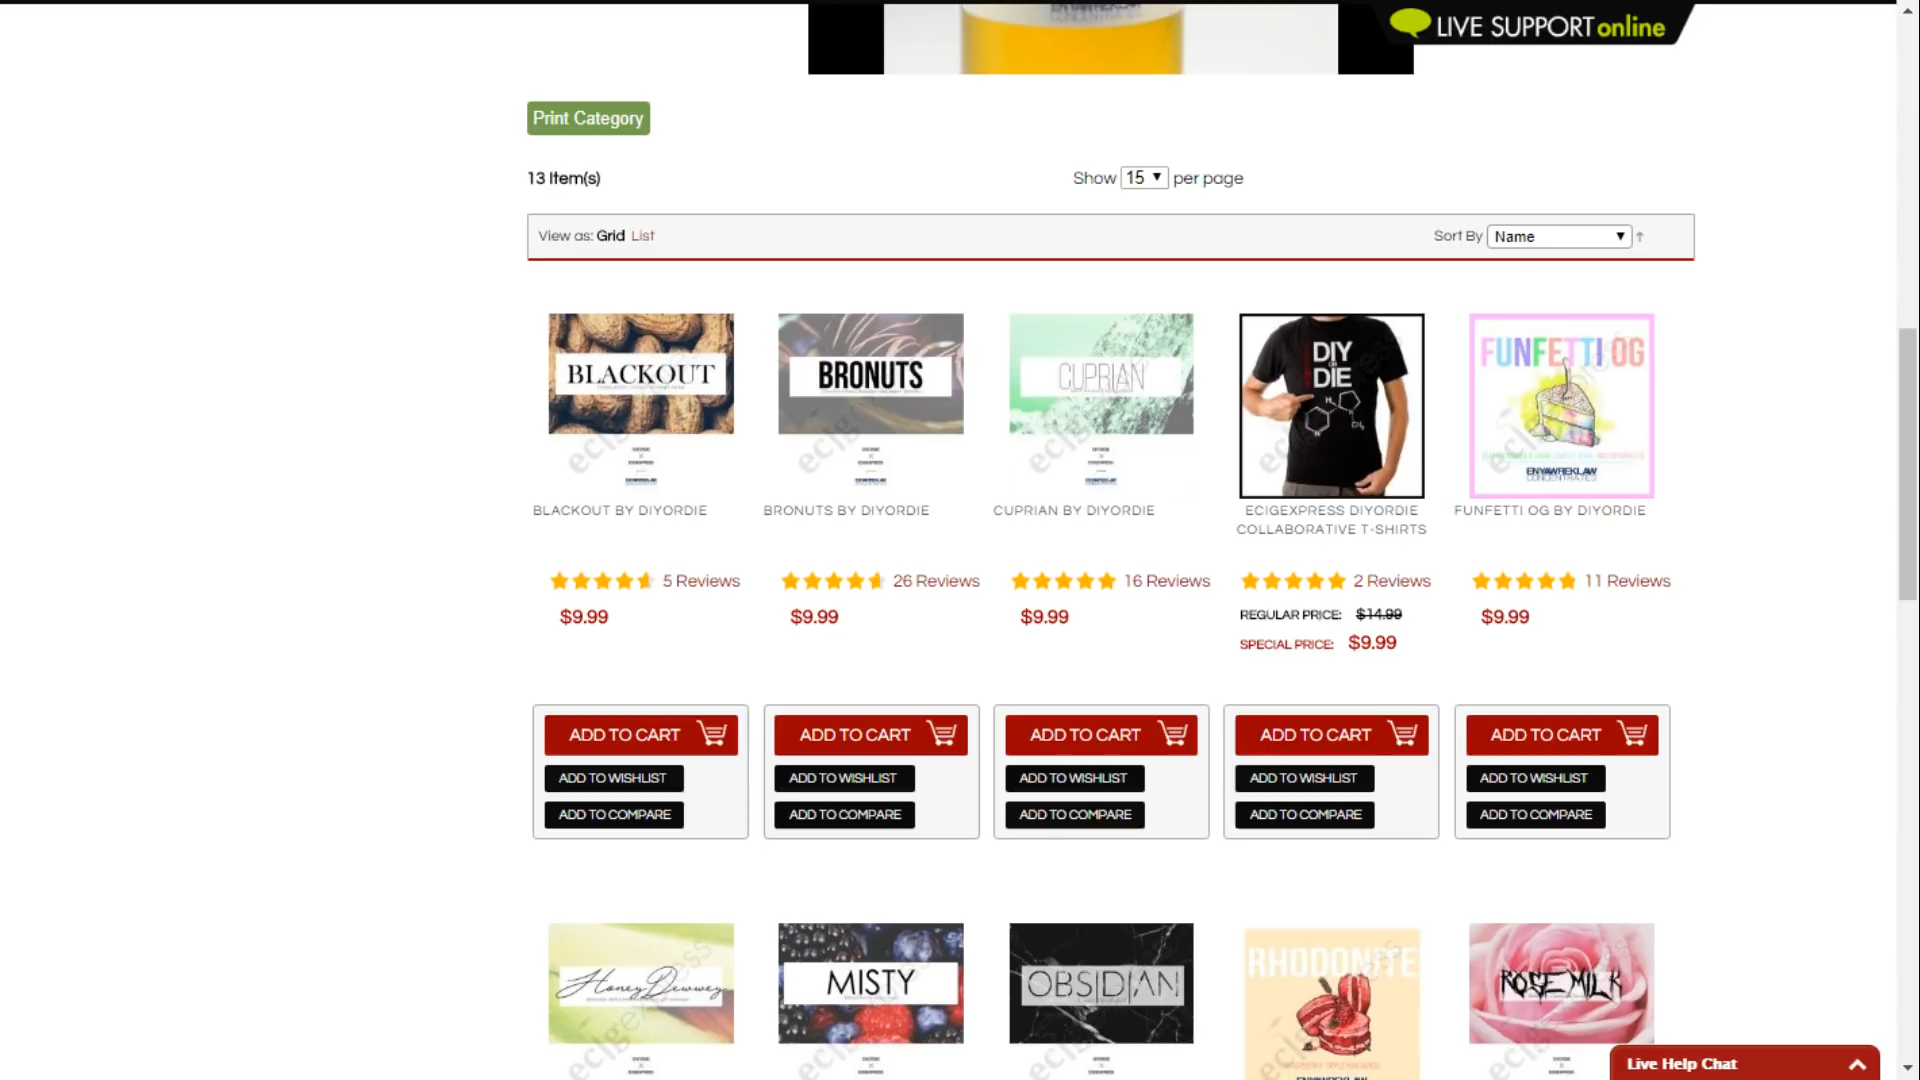 LIVE SUPPORT online
Print Category
13 Item(s)
Show 15 per page
View as: Grid List
Sort By Name
BLACKOUT
BRONUTS
CUPRIAN
DIY
OR
DIE
FUNFETTI OG
ENYAWREKLAW
CONCENTRATES
BLACKOUT BY DIYORDIE
BRONUTS BY DIYORDIE
CUPRIAN BY DIYORDIE
ECIGEXPRESS DIYORDIE
COLLABORATIVE T-SHIRTS
FUNFETTI OG BY DIYORDIE
5 Reviews
26 Reviews
16 Reviews
2 Reviews
11 Reviews
$9.99
$9.99
$9.99
REGULAR PRICE: $14.99
SPECIAL PRICE: $9.99
$9.99
ADD TO CART
ADD TO CART
ADD TO CART
ADD TO CART
ADD TO CART
ADD TO WISHLIST
ADD TO WISHLIST
ADD TO WISHLIST
ADD TO WISHLIST
ADD TO WISHLIST
ADD TO COMPARE
ADD TO COMPARE
ADD TO COMPARE
ADD TO COMPARE
ADD TO COMPARE
Honey Dewwey
MISTY
OBSIDIAN
RHODONITE
ROSE MILK
Live Help Chat